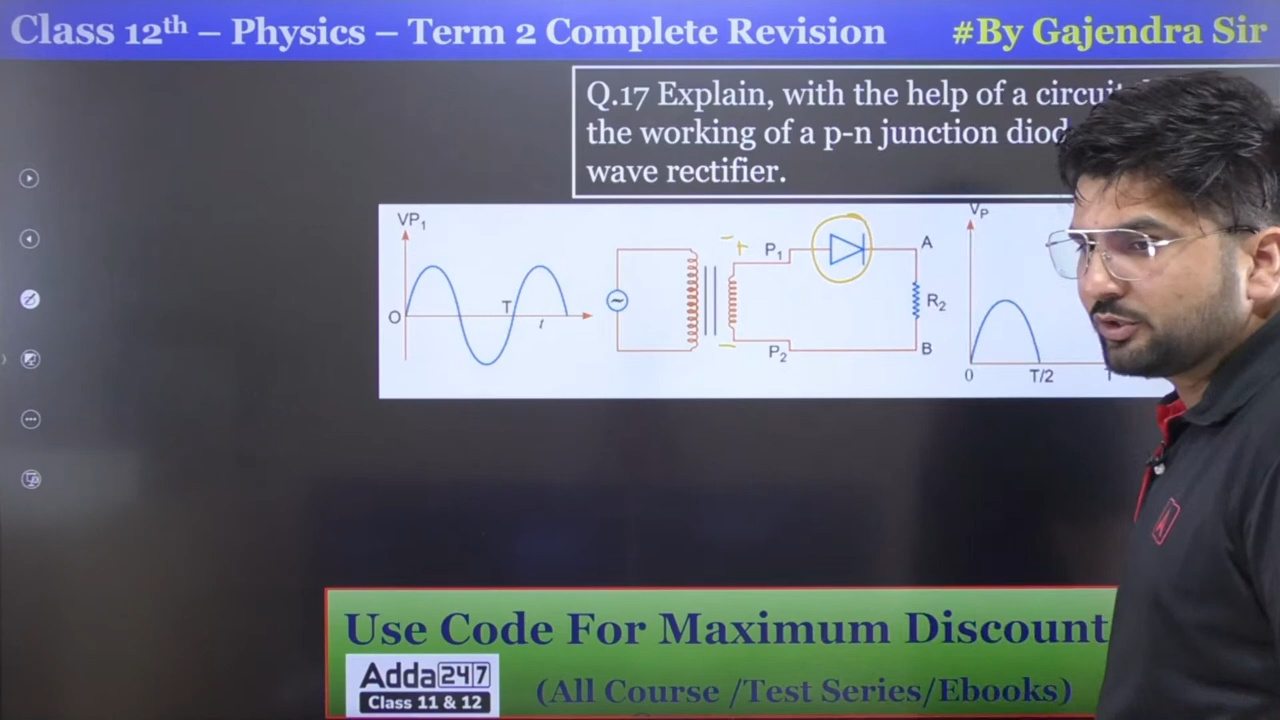 Class 12th – Physics – Term 2 Complete Revision #By Gajendra Sir
Q.17 Explain, with the help of a circuit
the working of a p-n junction
wave rectifier.
VP1
O
T
t
- +
-
P1
P2
A
R2
B
VP
0
T/2
T
Use Code For Maximum Discount
Adda247
Class 11 & 12
(All Course /Test Series/Ebooks)